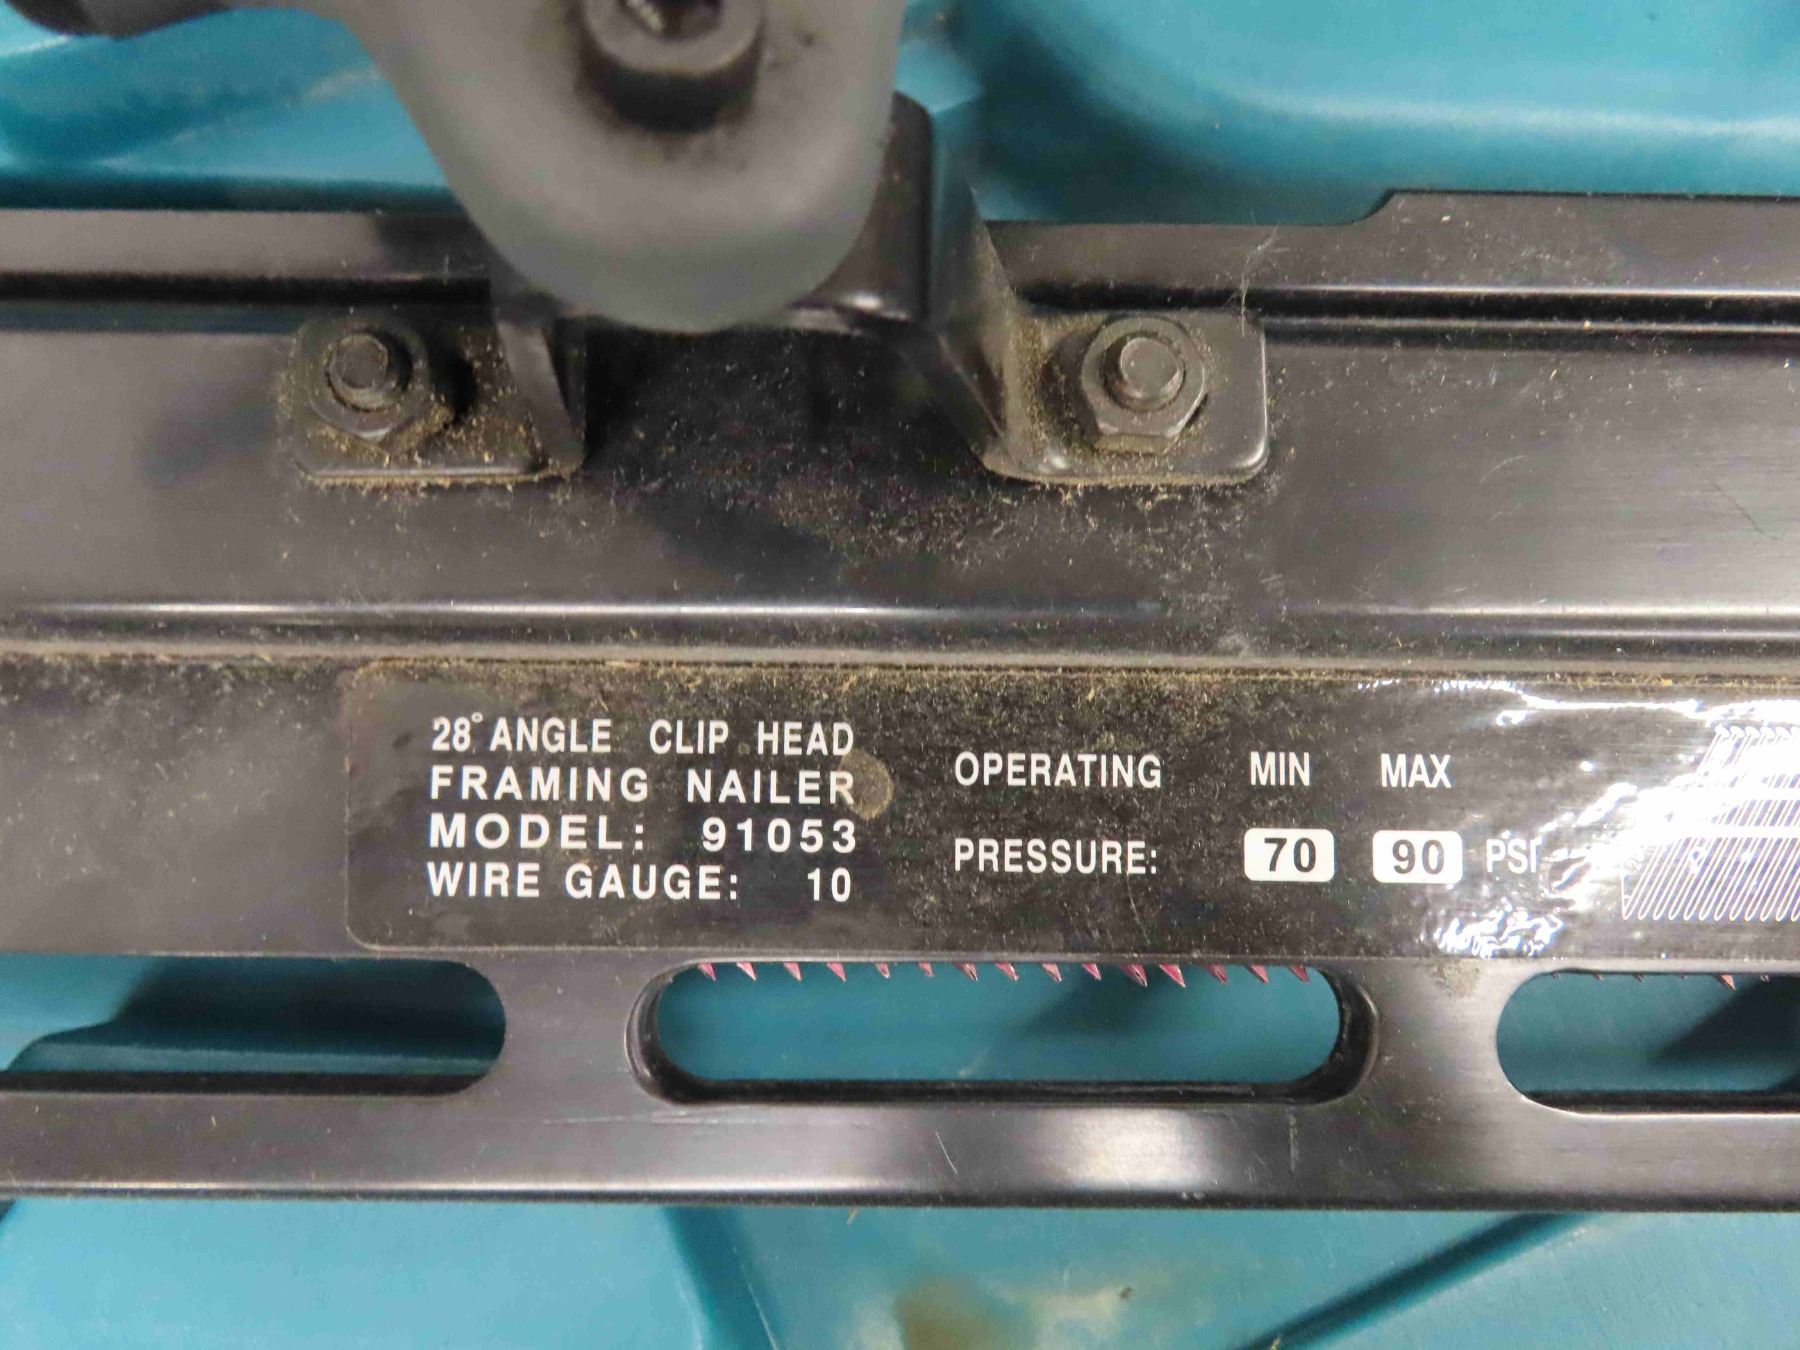 28° ANGLE CLIP HEAD
FRAMING NAILER
MODEL: 91053
WIRE GAUGE: 10
OPERATING MIN MAX
PRESSURE: 70 90 PSI